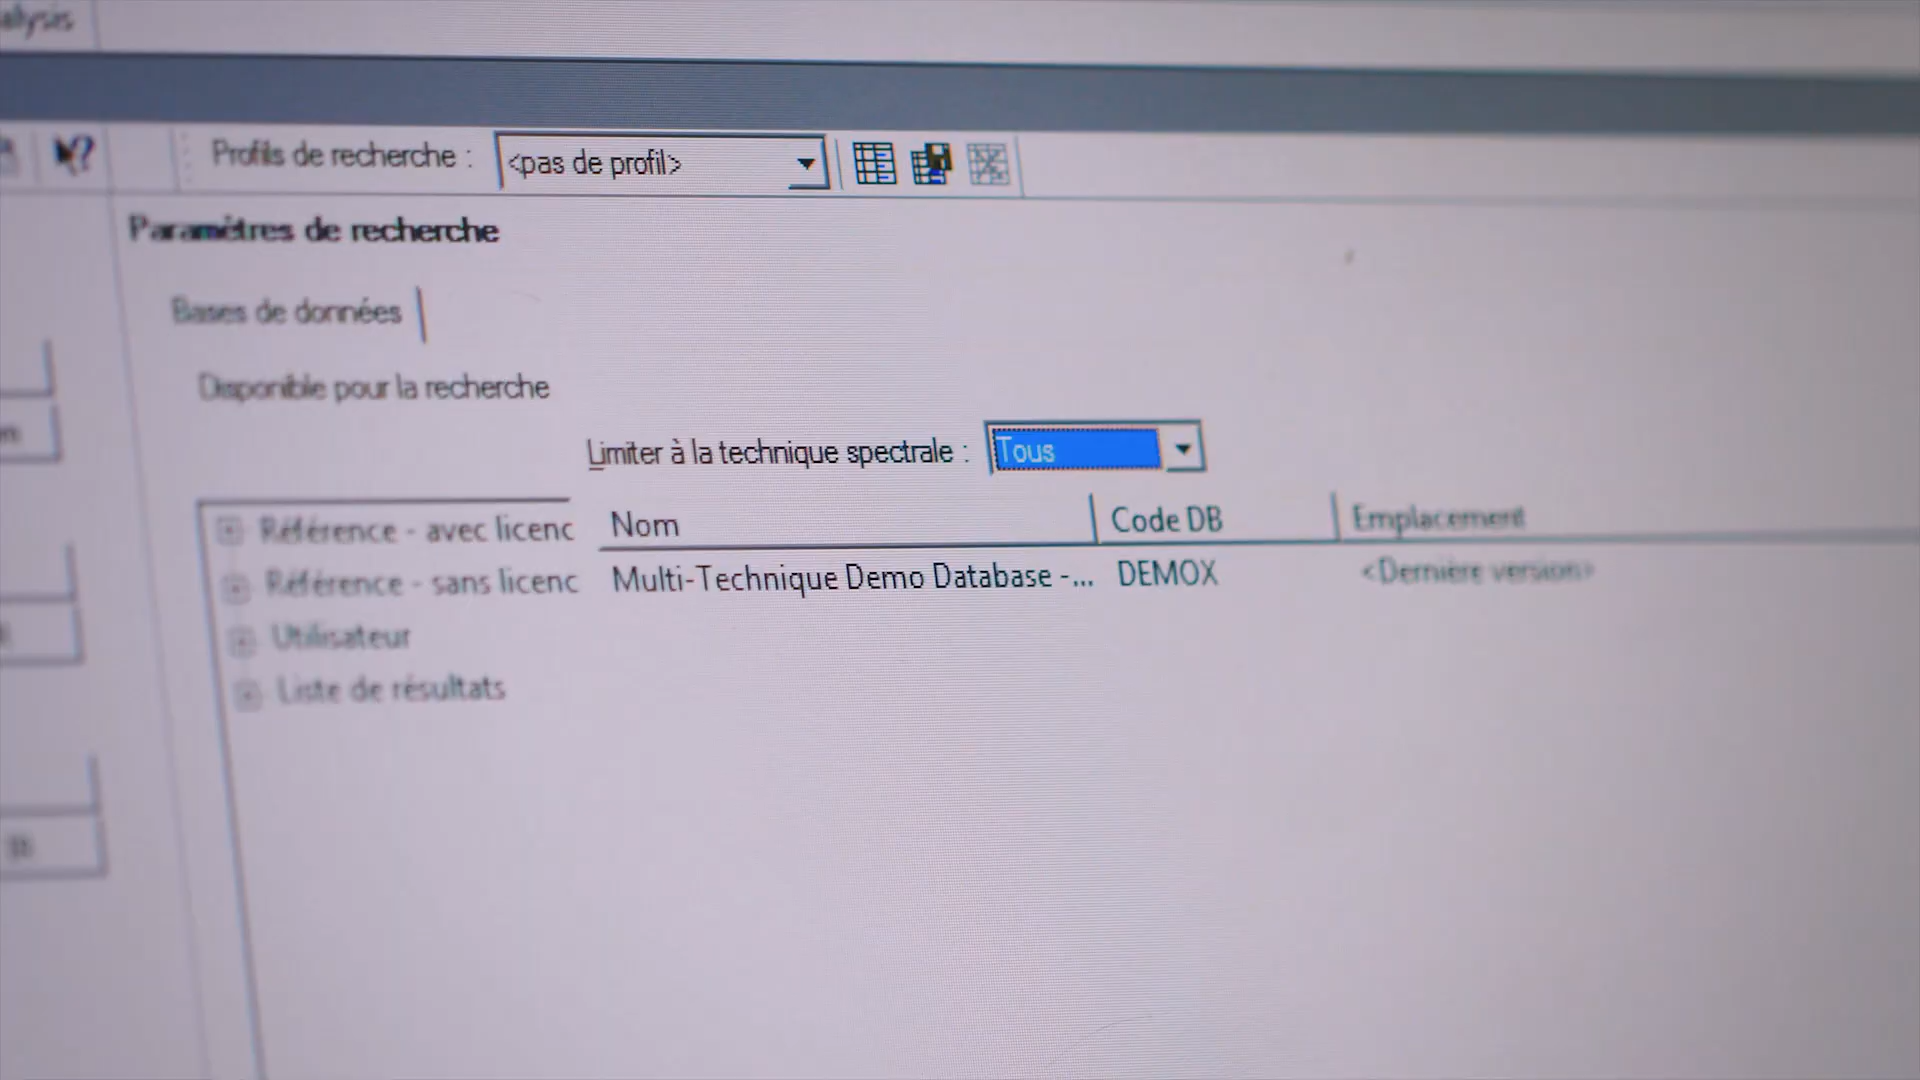 alysis
Profils de recherche : <pas de profil>
Paramètres de recherche
Bases de données
Disponible pour la recherche
Limiter à la technique spectrale : Tous
Nom Code DB Emplacement
Référence - avec licenc
Multi-Technique Demo Database -... DEMOX <Dernière version>
Référence - sans licenc
Utilisateur
Liste de résultats